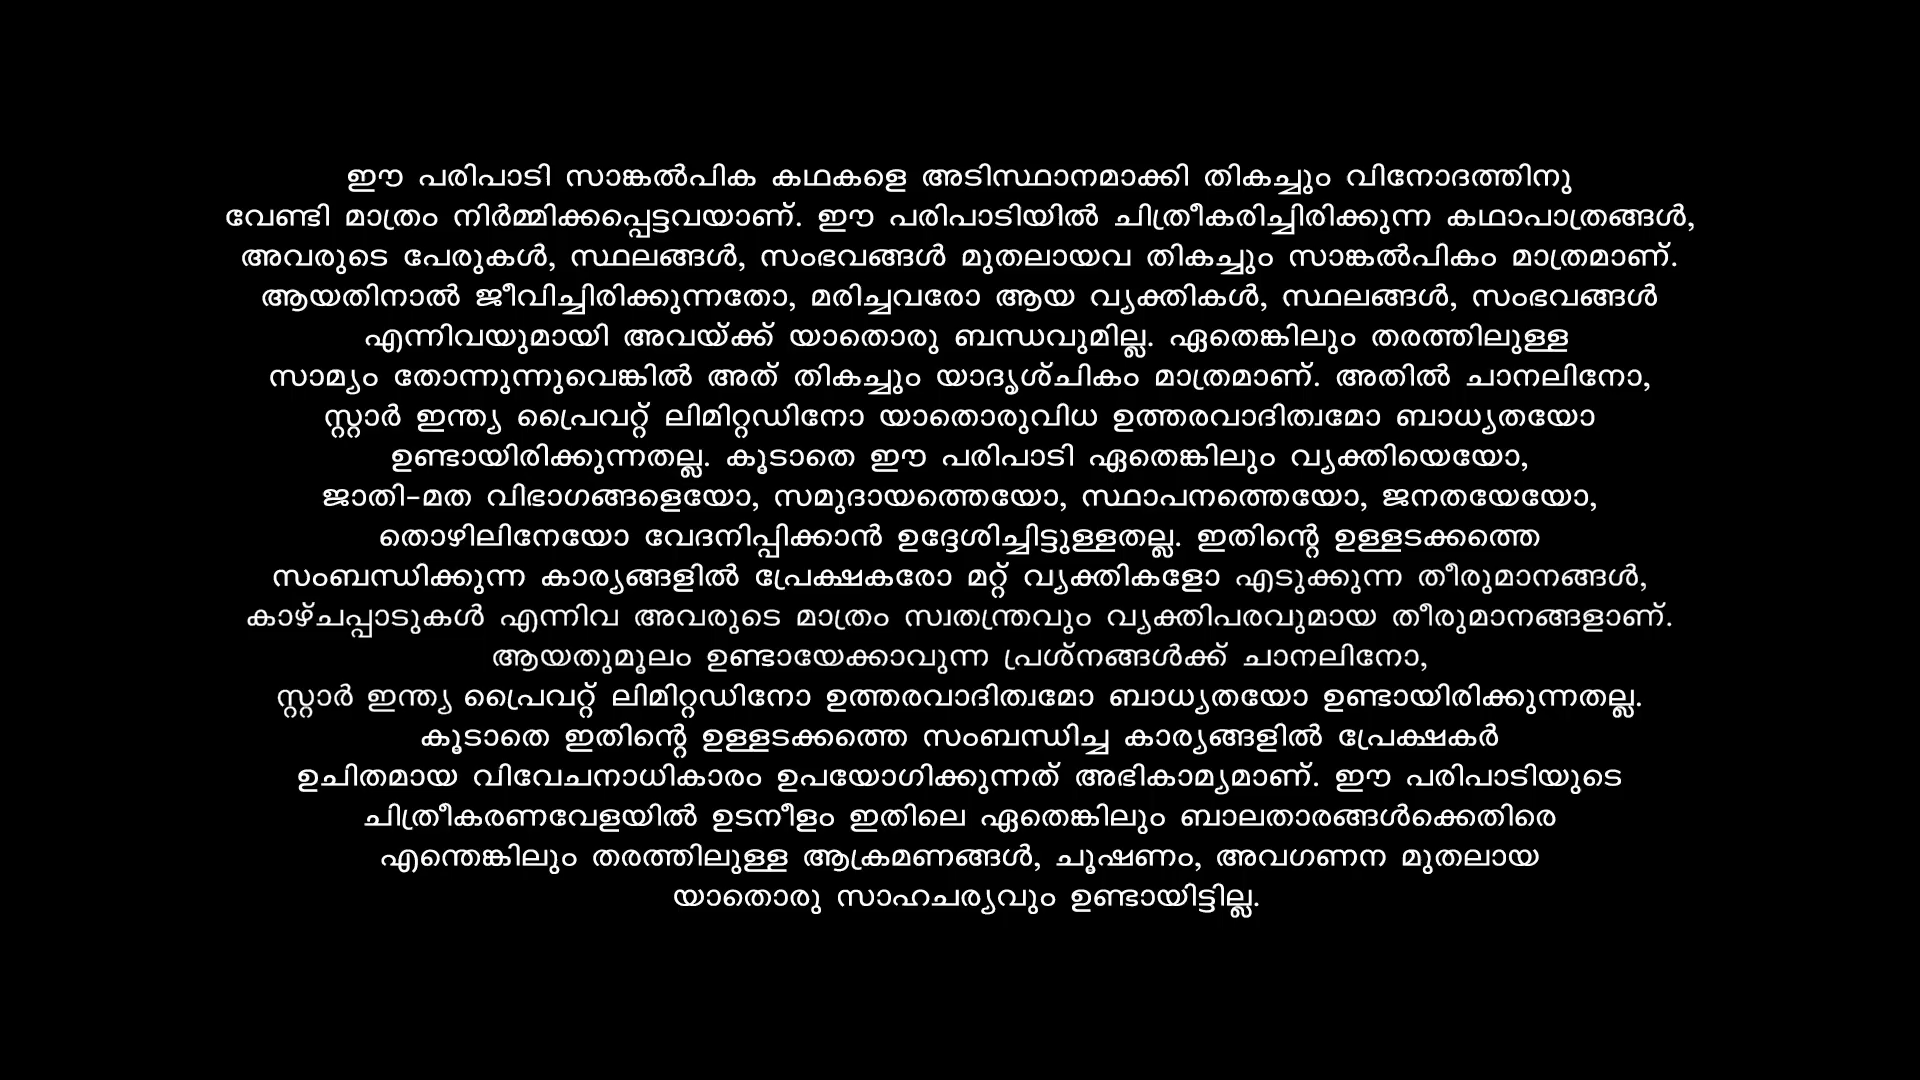 ഈ പരിപാടി സാങ്കൽപിക കഥകളെ അടിസ്ഥാനമാക്കി തികച്ചും വിനോദത്തിനു
വേണ്ടി മാത്രം നിർമ്മിക്കപ്പെട്ടവയാണ്. ഈ പരിപാടിയിൽ ചിത്രീകരിച്ചിരിക്കുന്ന കഥാപാത്രങ്ങൾ,
അവരുടെ പേരുകൾ, സ്ഥലങ്ങൾ, സംഭവങ്ങൾ മുതലായവ തികച്ചും സാങ്കൽപികം മാത്രമാണ്.
ആയതിനാൽ ജീവിച്ചിരിക്കുന്നതോ, മരിച്ചവരോ ആയ വ്യക്തികൾ, സ്ഥലങ്ങൾ, സംഭവങ്ങൾ
എന്നിവയുമായി അവയ്ക്ക് യാതൊരു ബന്ധവുമില്ല. ഏതെങ്കിലും തരത്തിലുള്ള
സാമ്യം തോന്നുന്നുവെങ്കിൽ അത് തികച്ചും യാദൃശ്ചികം മാത്രമാണ്. അതിൽ ചാനലിനോ,
സ്റ്റാർ ഇന്ത്യ പ്രൈവറ്റ് ലിമിറ്റഡിനോ യാതൊരുവിധ ഉത്തരവാദിത്വമോ ബാധ്യതയോ
ഉണ്ടായിരിക്കുന്നതല്ല. കൂടാതെ ഈ പരിപാടി ഏതെങ്കിലും വ്യക്തിയെയോ,
ജാതി-മത വിഭാഗങ്ങളെയോ, സമുദായത്തെയോ, സ്ഥാപനത്തെയോ, ജനതയേയോ,
തൊഴിലിനേയോ വേദനിപ്പിക്കാൻ ഉദ്ദേശിച്ചിട്ടുള്ളതല്ല. ഇതിന്റെ ഉള്ളടക്കത്തെ
സംബന്ധിക്കുന്ന കാര്യങ്ങളിൽ പ്രേക്ഷകരോ മറ്റ് വ്യക്തികളോ എടുക്കുന്ന തീരുമാനങ്ങൾ,
കാഴ്ചപ്പാടുകൾ എന്നിവ അവരുടെ മാത്രം സ്വതന്ത്രവും വ്യക്തിപരവുമായ തീരുമാനങ്ങളാണ്.
ആയതുമൂലം ഉണ്ടായേക്കാവുന്ന പ്രശ്നങ്ങൾക്ക് ചാനലിനോ,
സ്റ്റാർ ഇന്ത്യ പ്രൈവറ്റ് ലിമിറ്റഡിനോ ഉത്തരവാദിത്വമോ ബാധ്യതയോ ഉണ്ടായിരിക്കുന്നതല്ല.
കൂടാതെ ഇതിന്റെ ഉള്ളടക്കത്തെ സംബന്ധിച്ച കാര്യങ്ങളിൽ പ്രേക്ഷകർ
ഉചിതമായ വിവേചനാധികാരം ഉപയോഗിക്കുന്നത് അഭികാമ്യമാണ്. ഈ പരിപാടിയുടെ
ചിത്രീകരണവേളയിൽ ഉടനീളം ഇതിലെ ഏതെങ്കിലും ബാലതാരങ്ങൾക്കെതിരെ
എന്തെങ്കിലും തരത്തിലുള്ള ആക്രമണങ്ങൾ, ചൂഷണം, അവഗണന മുതലായ
യാതൊരു സാഹചര്യവും ഉണ്ടായിട്ടില്ല.